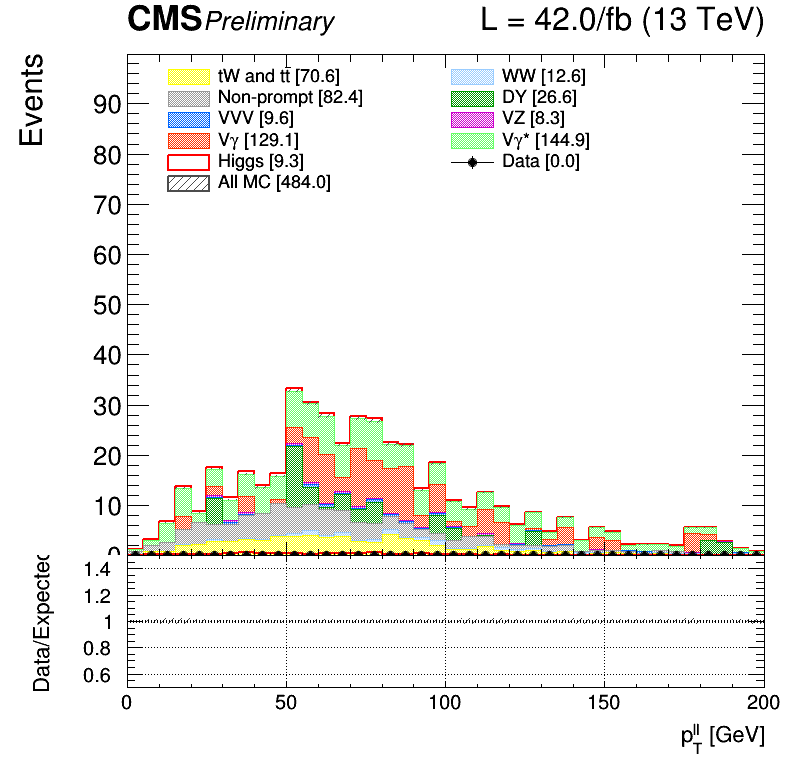 CMS Preliminary L = 42.0/fb (13 TeV)
Events
tW and tt̄ [70.6] WW [12.6]
Non-prompt [82.4] DY [26.6]
VVV [9.6] VZ [8.3]
Vγ [129.1] Vγ* [144.9]
Higgs [9.3] Data [0.0]
All MC [484.0]
90
80
70
60
50
40
30
20
10
0
Data/Expected
1.4
1.2
1
0.8
0.6
0 50 100 150 200
p_T^ll [GeV]